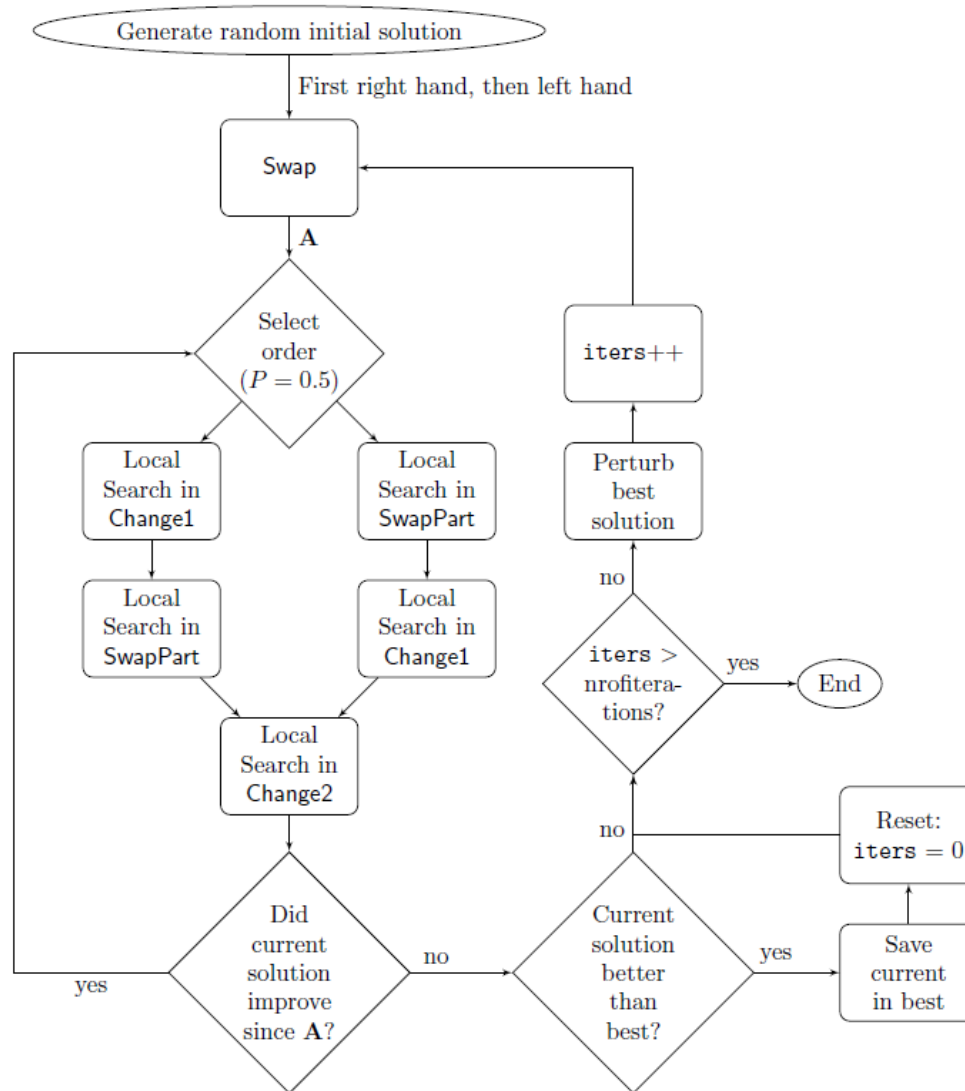 Generate random initial solution
First right hand, then left hand
Swap
A
Select
order
(P = 0.5)
Local
Search in
Change1
Local
Search in
SwapPart
Local
Search in
SwapPart
Local
Search in
Change1
Local
Search in
Change2
Did
current
solution
improve
since A?
yes
no
Current
solution
better
than
best?
yes
Save
current
in best
Reset:
iters = 0
no
iters >
nrofitera-
tions?
yes
End
no
Perturb
best
solution
iters++